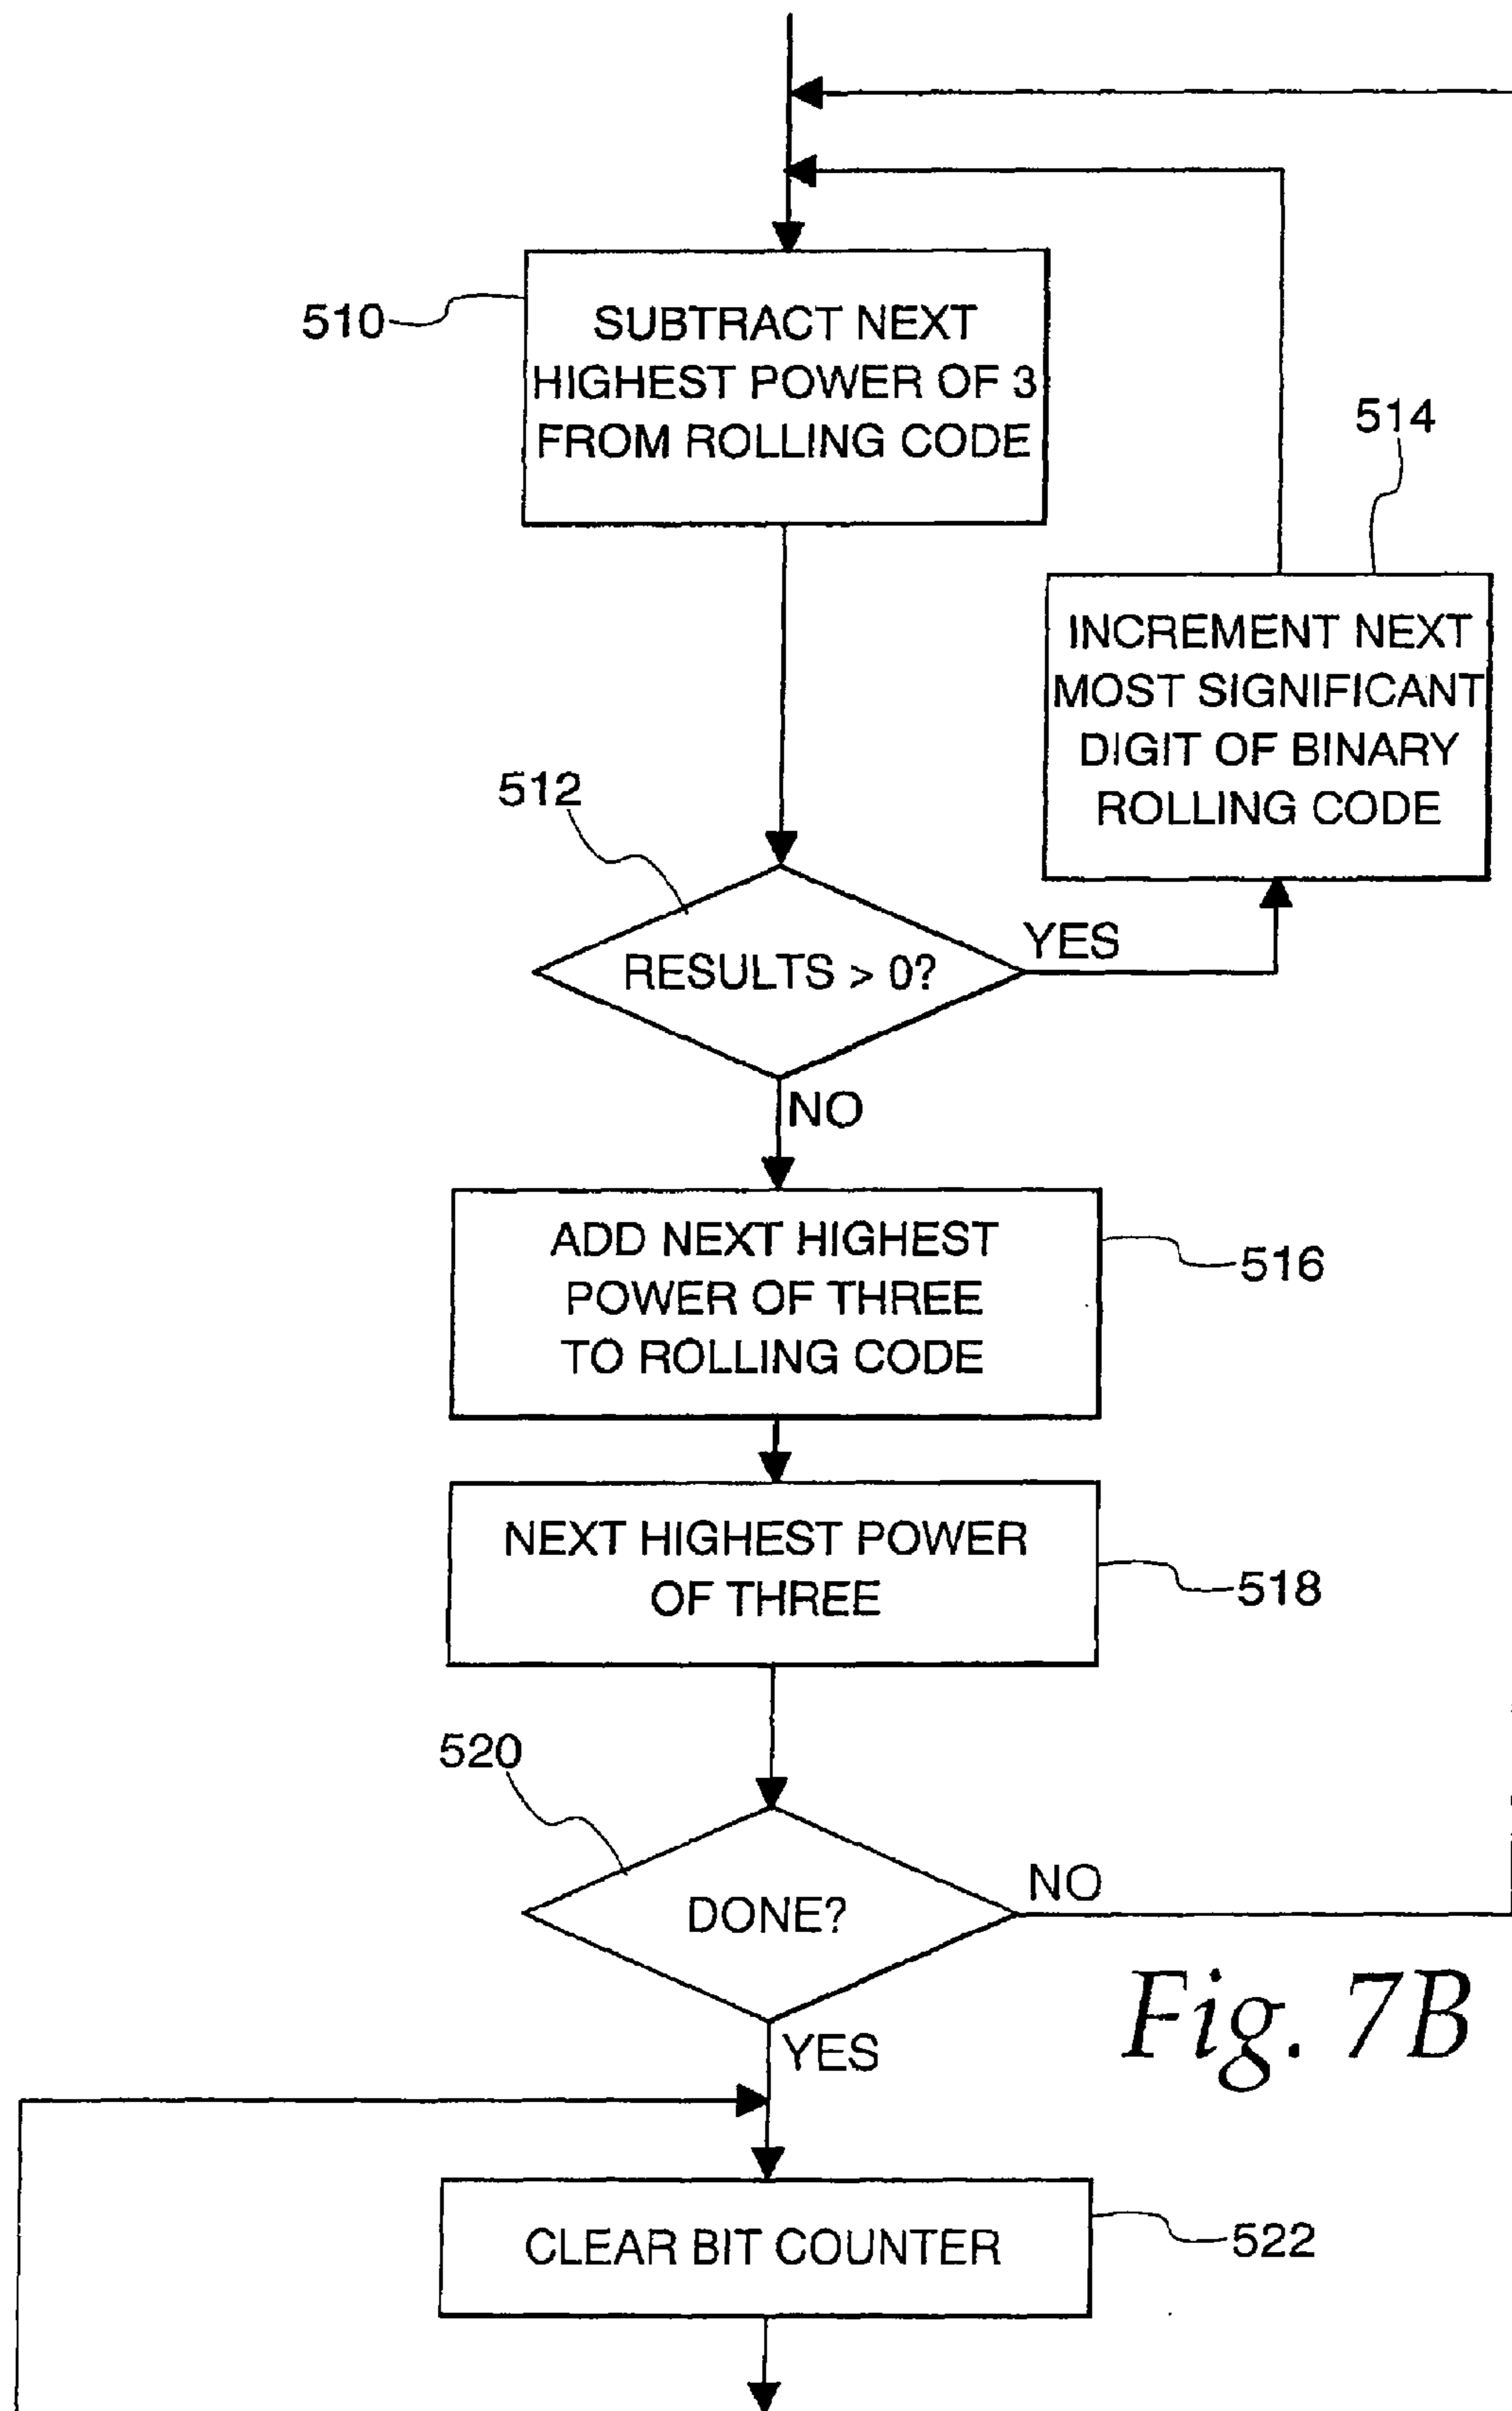 510
SUBTRACT NEXT
HIGHEST POWER OF 3
FROM ROLLING CODE
514
INCREMENT NEXT
MOST SIGNIFICANT
DIGIT OF BINARY
ROLLING CODE
512
RESULTS > 0?
YES
NO
ADD NEXT HIGHEST
POWER OF THREE
TO ROLLING CODE
516
NEXT HIGHEST POWER
OF THREE
518
520
DONE?
NO
Fig. 7B
YES
CLEAR BIT COUNTER
522